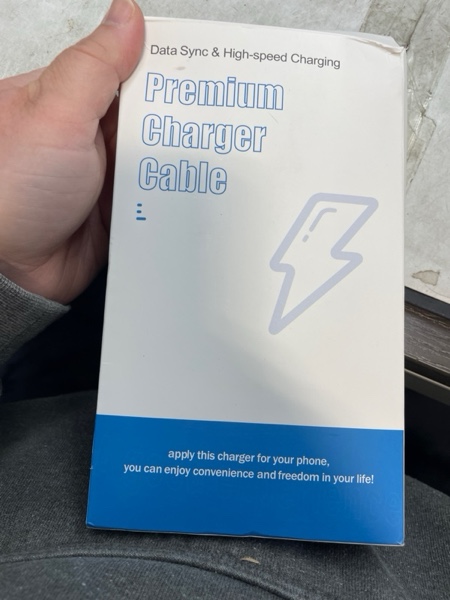 Data Sync & High-speed Charging
Premium
Charger
Cable
apply this charger for your phone,
you can enjoy convenience and freedom in your life!